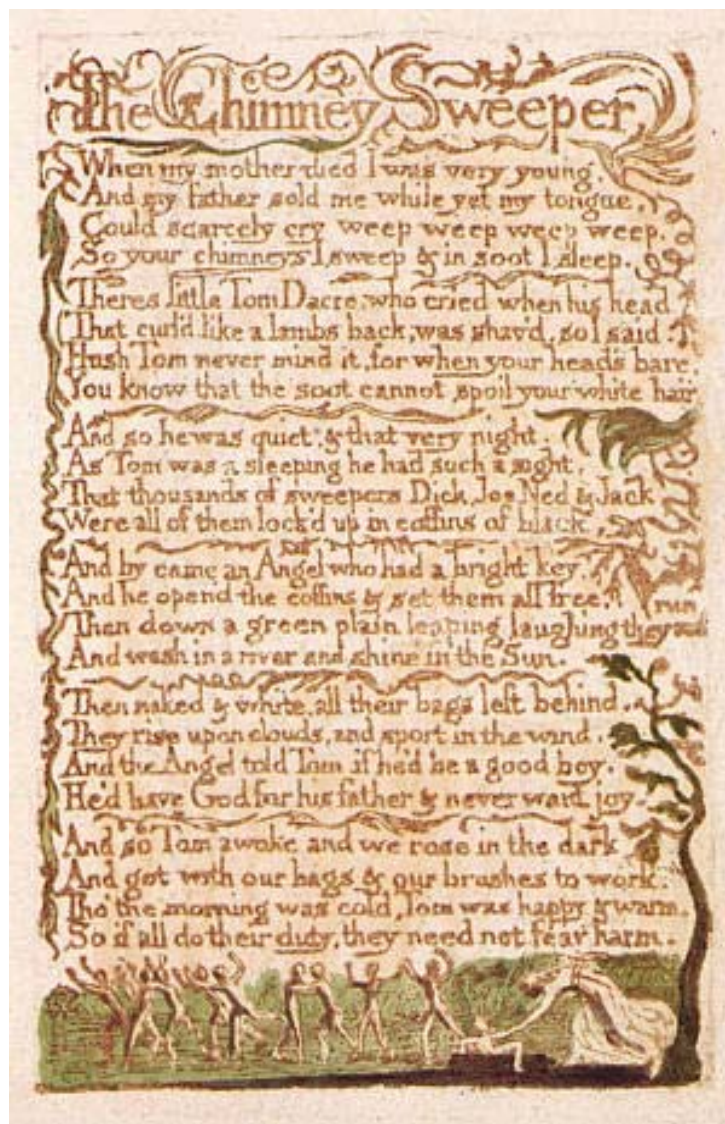 The Chimney Sweeper
When my mother died I was very young,
And my father sold me while yet my tongue,
Could scarcely cry weep weep weep weep.
So your chimneys I sweep & in soot I sleep.
Theres little Tom Dacre, who cried when his head
That curl'd like a lambs back, was shav'd, so I said.
Hush Tom never mind it, for when your head's bare,
You know that the soot cannot spoil your white hair
And so he was quiet, & that very night.
As Tom was a sleeping he had such a sight,
That thousands of sweepers Dick, Joe, Ned & Jack
Were all of them lock'd up in coffins of black,
And by came an Angel who had a bright key,
And he open'd the coffins & set them all free.
Then down a green plain leaping laughing they run
And wash in a river and shine in the Sun.
Then naked & white, all their bags left behind,
They rise upon clouds, and sport in the wind.
And the Angel told Tom if he'd be a good boy,
He'd have God for his father & never want joy.
And so Tom awoke and we rose in the dark
And got with our bags & our brushes to work.
Tho' the morning was cold, Tom was happy & warm.
So if all do their duty, they need not fear harm.